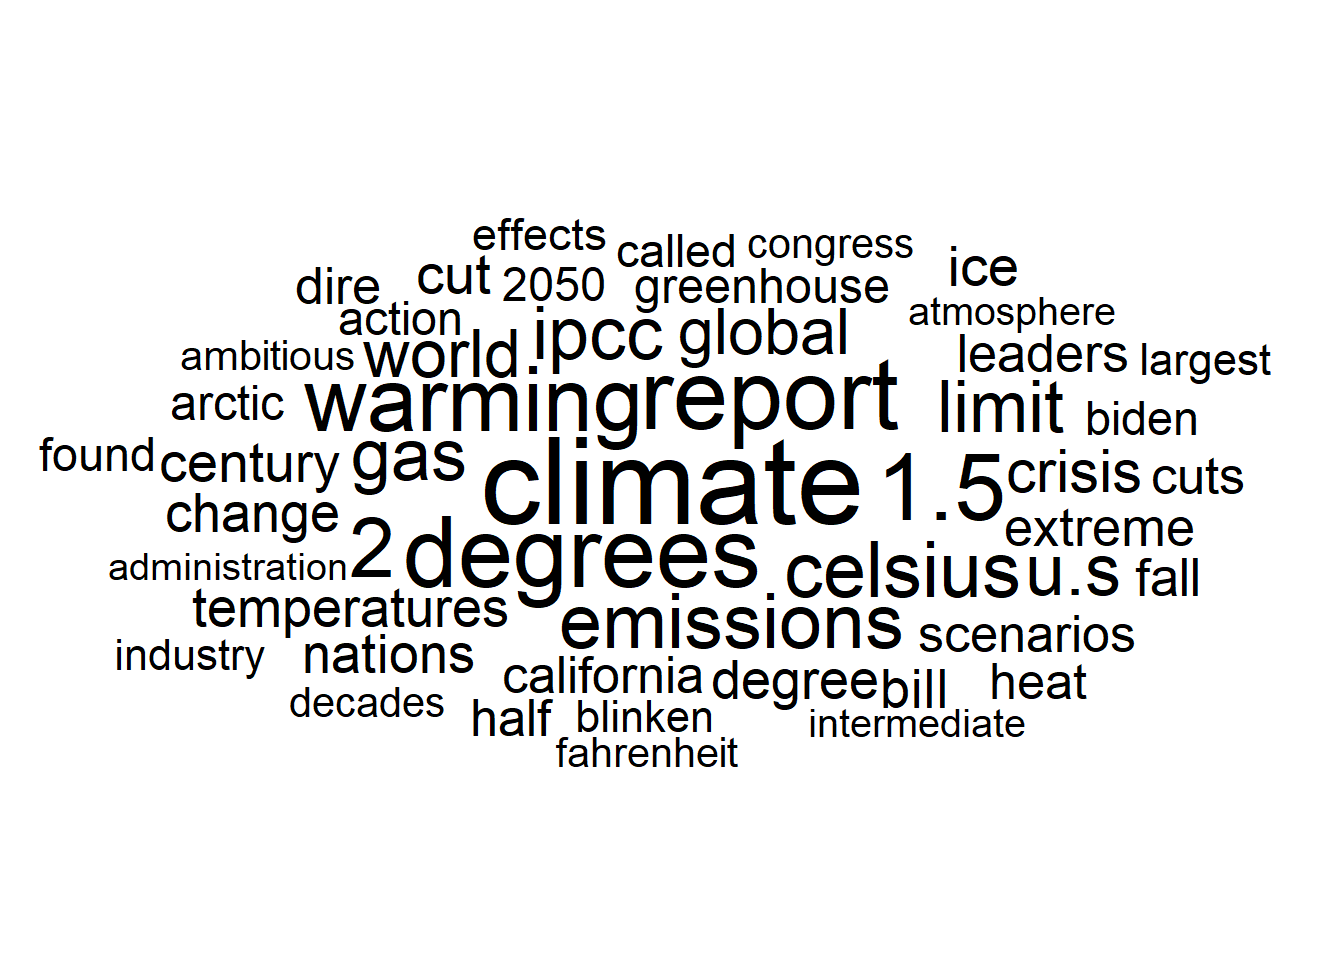 effects called congress
dire cut 2050 greenhouse ice
action ipcc global atmosphere
ambitious world leaders largest
arctic warming report limit biden
found century gas climate 1.5 crisis cuts
change 2 degrees extreme
administration celsius u.s fall
temperatures emissions scenarios
industry nations california degree bill heat
decades half blinken intermediate
fahrenheit